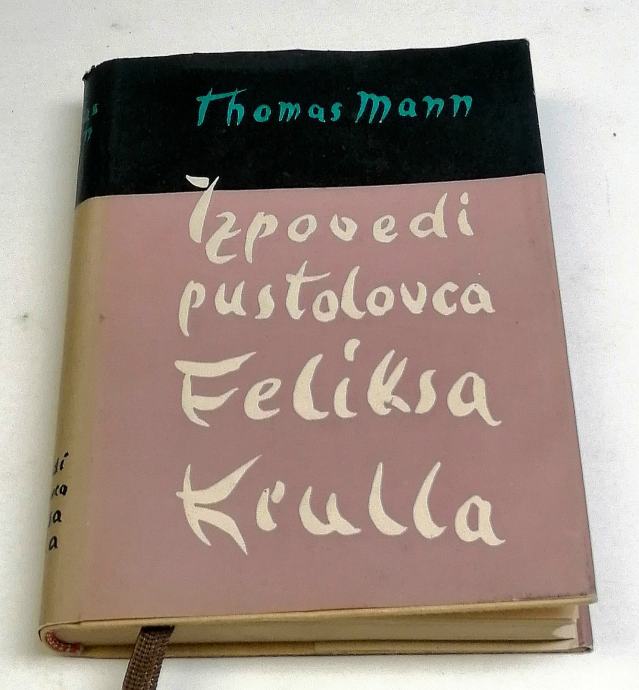 Thomas Mann
Izpovedi
pustolovca
Feliksa
Krulla